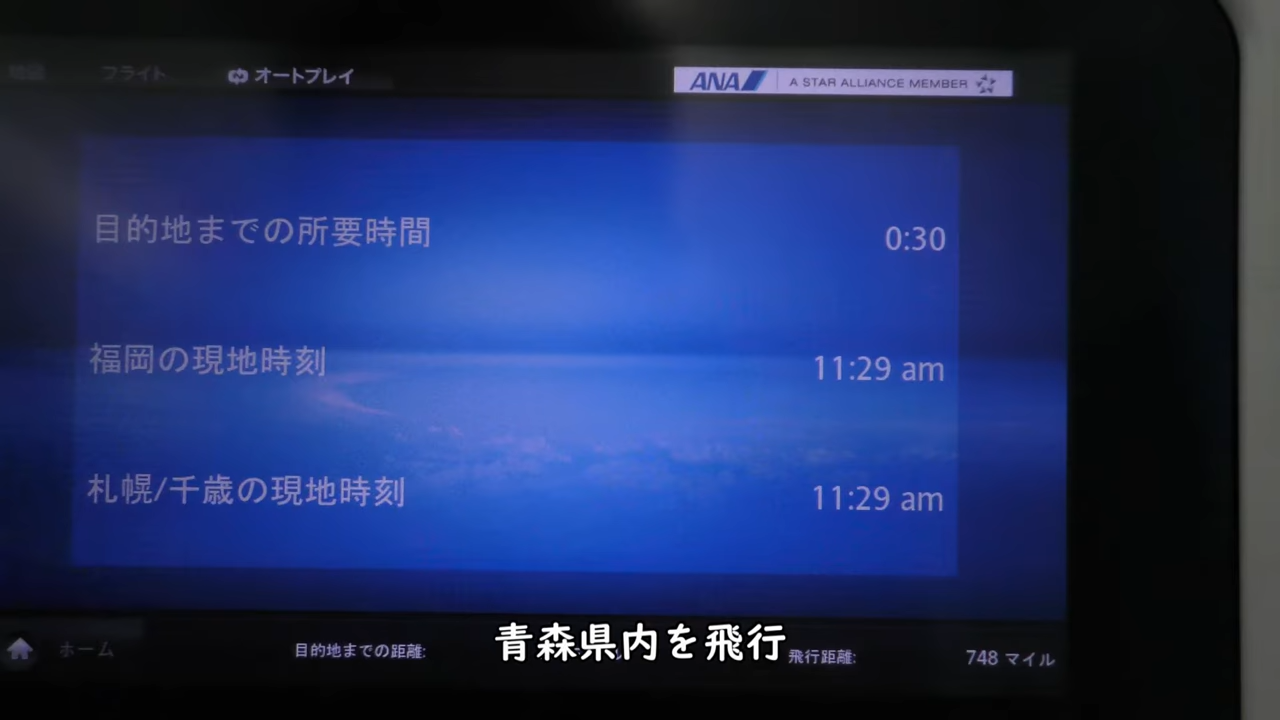 地図 フライト オートプレイ
ANA A STAR ALLIANCE MEMBER
目的地までの所要時間 0:30
福岡の現地時刻 11:29 am
札幌/千歳の現地時刻 11:29 am
青森県内を飛行
ホーム 目的地までの距離: 飛行距離: 748 マイル